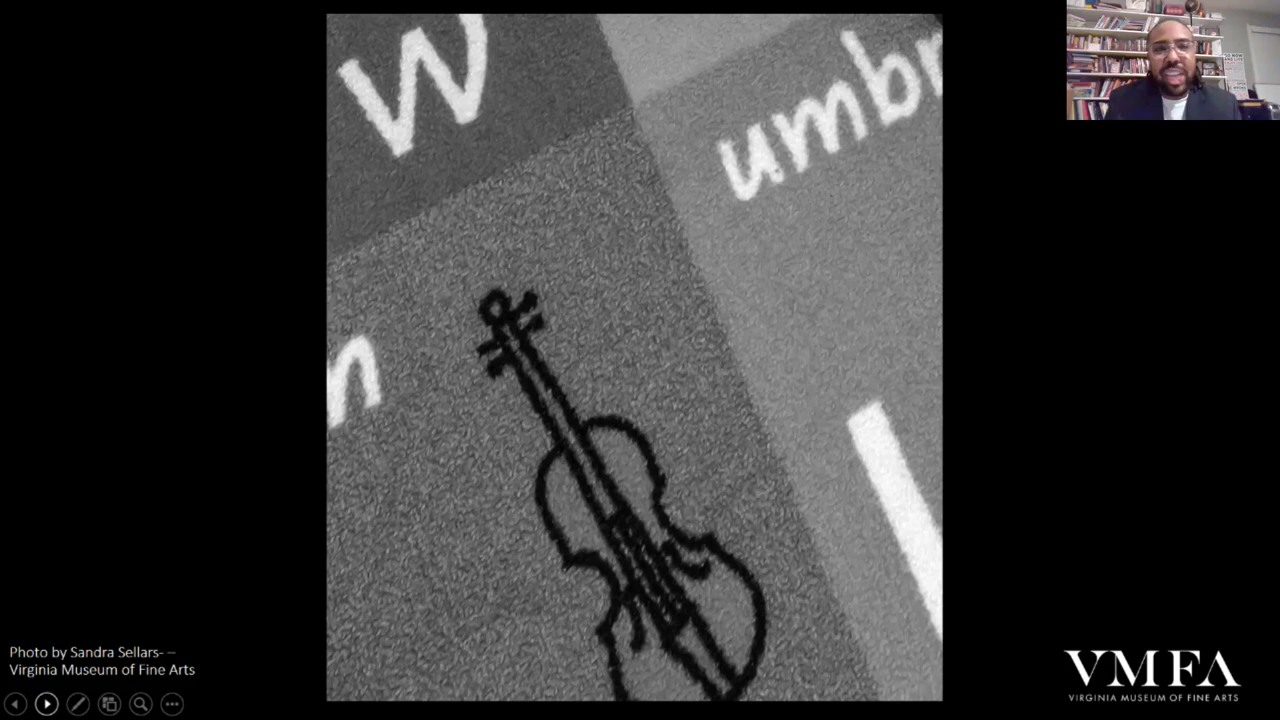 W
umbr
n
Photo by Sandra Sellars- –
Virginia Museum of Fine Arts
VMFA
VIRGINIA MUSEUM OF FINE ARTS